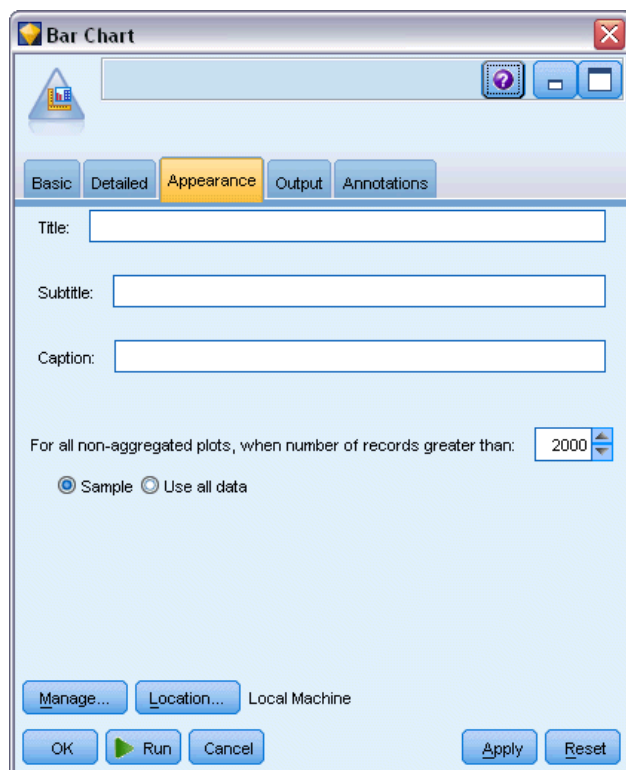 Bar Chart
?
Basic Detailed Appearance Output Annotations
Title:
Subtitle:
Caption:
For all non-aggregated plots, when number of records greater than: 2000
Sample Use all data
Manage... Location... Local Machine
OK Run Cancel Apply Reset